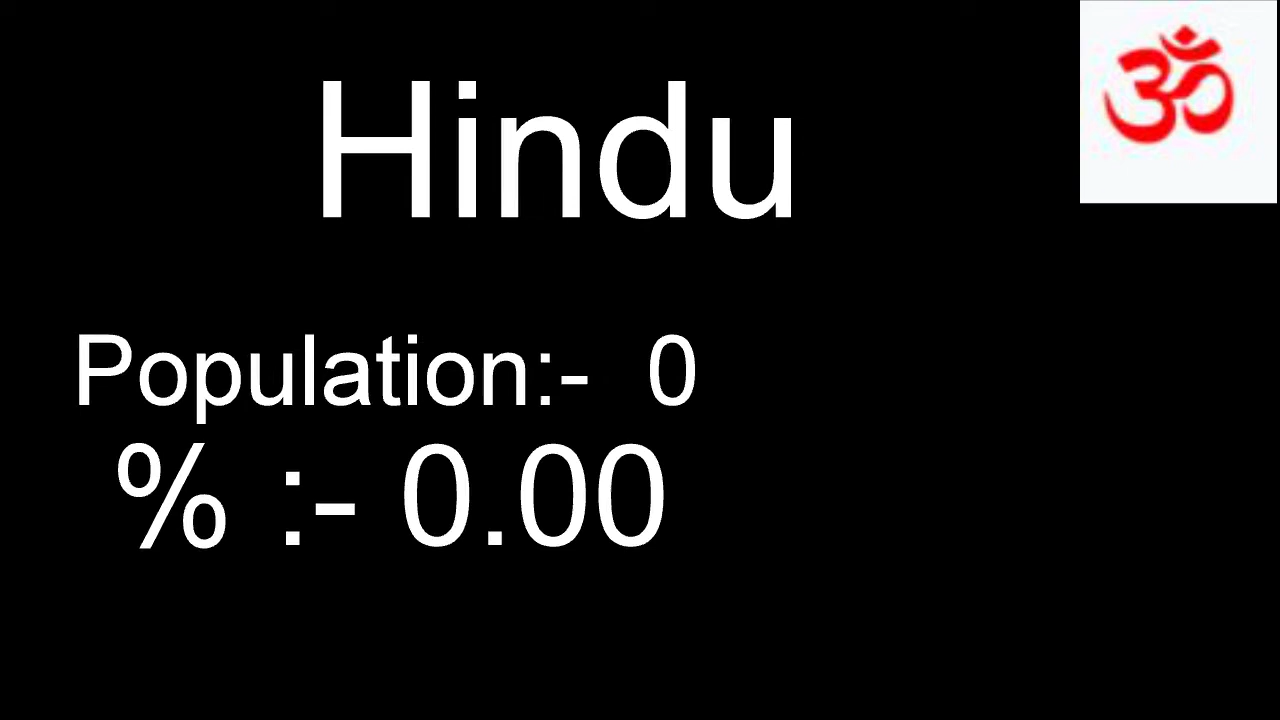 Hindu
ॐ
Population:- 0
% :- 0.00